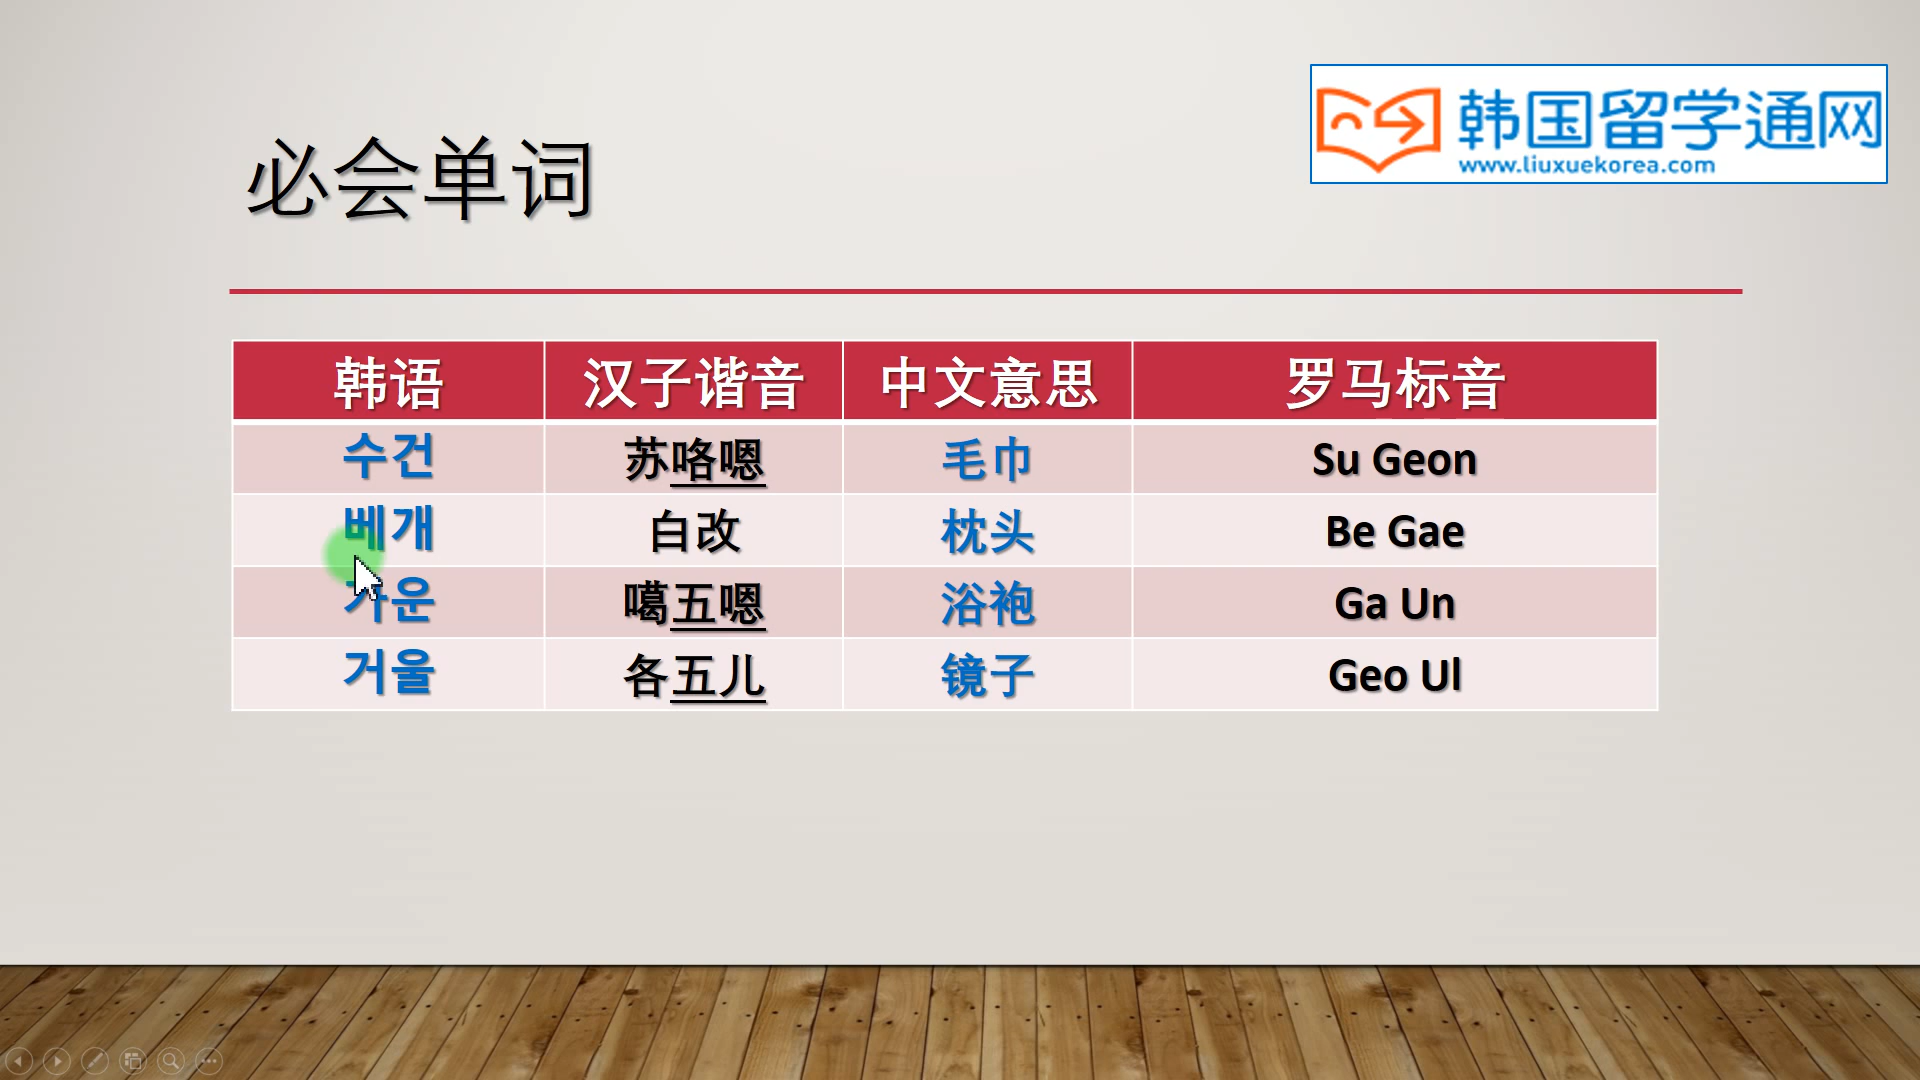 韩国留学通网
www.liuxuekorea.com
必会单词
韩语 汉子谐音 中文意思 罗马标音
수건 苏咯嗯 毛巾 Su Geon
베개 白改 枕头 Be Gae
가운 噶五嗯 浴袍 Ga Un
거울 各五儿 镜子 Geo Ul